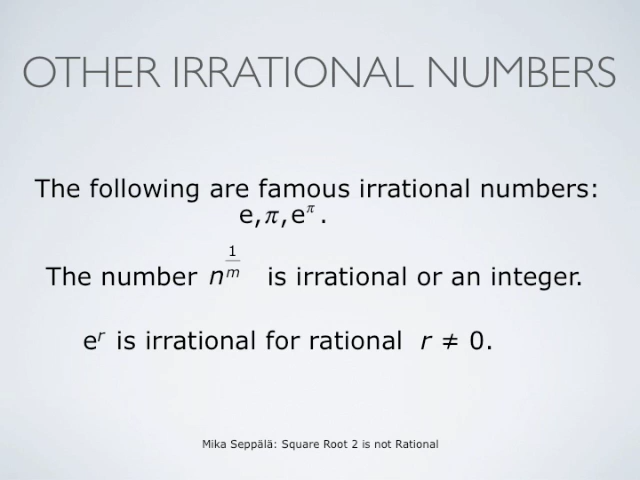 OTHER IRRATIONAL NUMBERS
The following are famous irrational numbers:
e, π, e^π.
The number n^(1/m) is irrational or an integer.
e^r is irrational for rational r ≠ 0.
Mika Seppälä: Square Root 2 is not Rational